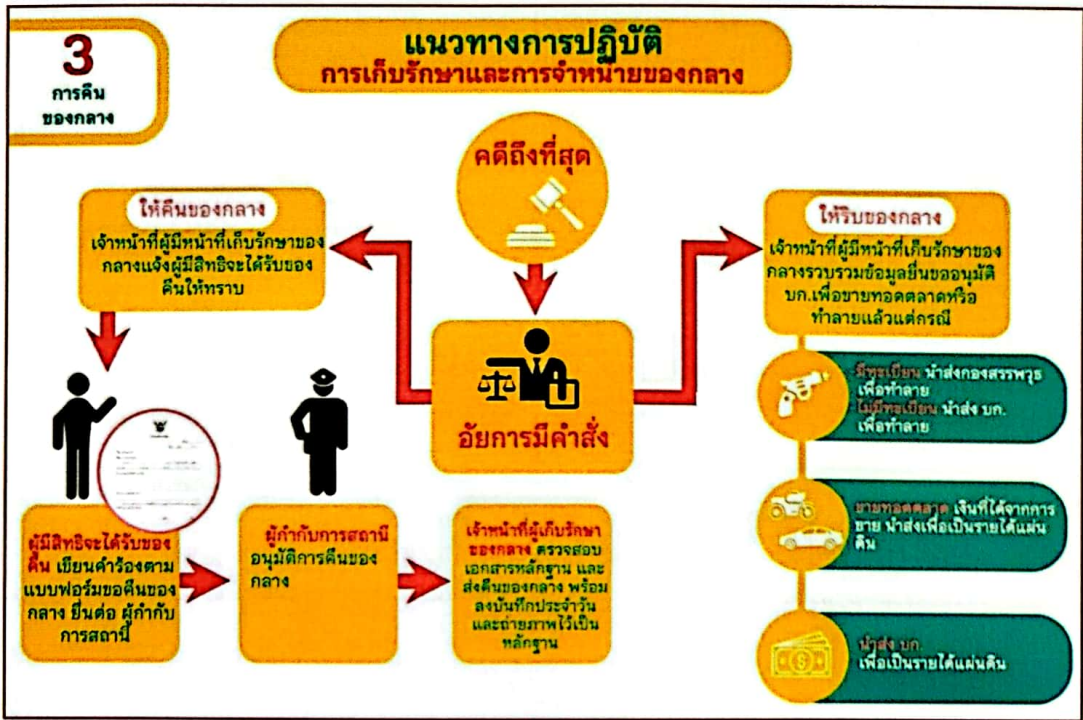 3
การคืน
ของกลาง
แนวทางการปฏิบัติ
การเก็บรักษาและการจำหน่ายของกลาง
คดีถึงที่สุด
ให้คืนของกลาง
เจ้าหน้าที่ผู้มีหน้าที่เก็บรักษาของ
กลางแจ้งผู้มีสิทธิจะได้รับของ
คืนให้ทราบ
อัยการมีคำสั่ง
ให้ริบของกลาง
เจ้าหน้าที่ผู้มีหน้าที่เก็บรักษาของ
กลางรวบรวมข้อมูลยื่นขออนุมัติ
บก.เพื่อขายทอดตลาดหรือ
ทำลายแล้วแต่กรณี
ผู้มีสิทธิจะได้รับของ
คืน เขียนคำร้องตาม
แบบฟอร์มขอคืนของ
กลาง ยื่นต่อ ผู้กำกับ
การสถานี
ผู้กำกับการสถานี
อนุมัติการคืนของ
กลาง
เจ้าหน้าที่ผู้เก็บรักษา
ของกลาง ตรวจสอบ
เอกสารหลักฐาน และ
ส่งคืนของกลาง พร้อม
ลงบันทึกประจำวัน
และถ่ายภาพไว้เป็น
หลักฐาน
-มีทะเบียน นำส่งกองสรรพวุธ
เพื่อทำลาย
-ไม่มีทะเบียน นำส่ง บก.
เพื่อทำลาย
ขายทอดตลาด เงินที่ได้จากการ
ขาย นำส่งเพื่อเป็นรายได้แผ่น
ดิน
นำส่ง บก.
เพื่อเป็นรายได้แผ่นดิน